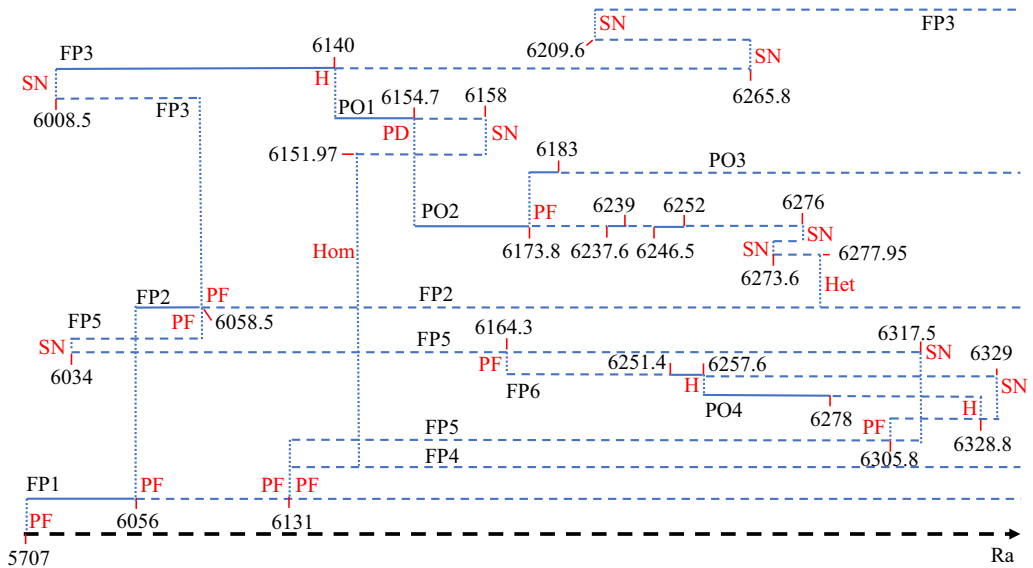 SN FP3
6209.6
FP3 6140
SN H SN
6008.5 FP3 6265.8
PO1 6154.7 6158
PD SN
6151.97 6183
PO3
PO2 PF 6239 6252 6276
6173.8 6237.6 6246.5 SN SN 6277.95
Hom 6273.6 Het
FP2 PF FP2
PF 6058.5
FP5 6164.3 6317.5
SN FP5 SN 6329
6034 PF 6251.4 6257.6
FP6 H SN
PO4 H
6278 PF
FP5 6305.8 6328.8
FP4
FP1 PF PF PF
PF 6056 6131
5707 Ra